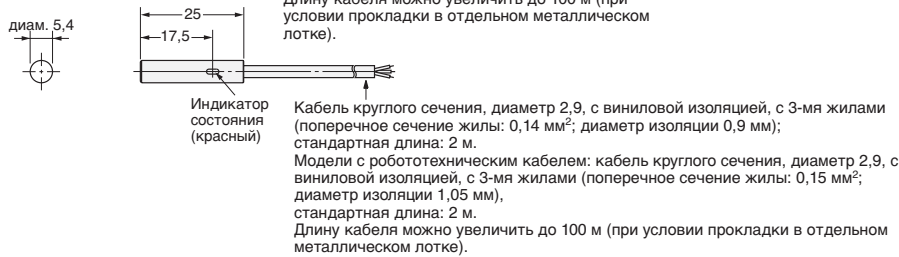 Длину кабеля можно увеличить до 100 м (при
условии прокладки в отдельном металлическом
лотке).
диам. 5,4
25
17,5
Индикатор
состояния
(красный)
Кабель круглого сечения, диаметр 2,9, с виниловой изоляцией, с 3-мя жилами
(поперечное сечение жилы: 0,14 мм²; диаметр изоляции 0,9 мм);
стандартная длина: 2 м.
Модели с робототехническим кабелем: кабель круглого сечения, диаметр 2,9, с
виниловой изоляцией, с 3-мя жилами (поперечное сечение жилы: 0,15 мм²;
диаметр изоляции 1,05 мм),
стандартная длина: 2 м.
Длину кабеля можно увеличить до 100 м (при условии прокладки в отдельном
металлическом лотке).